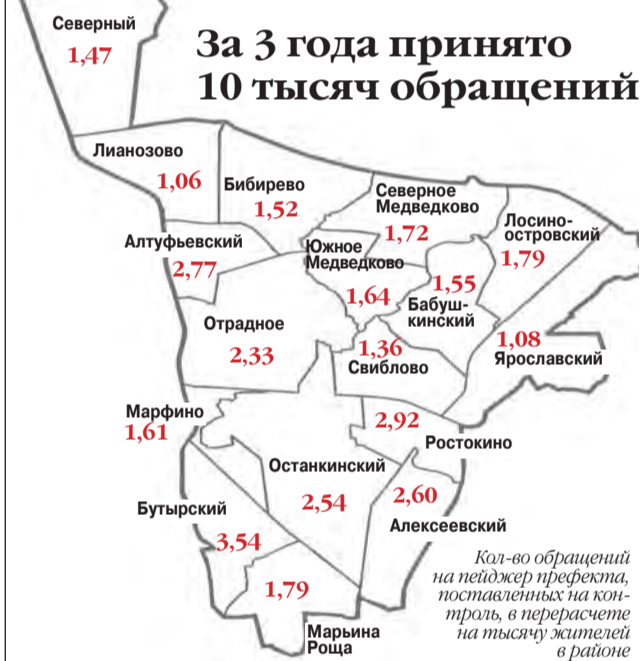 За 3 года принято
10 тысяч обращений
Северный
1,47
Лианозово
1,06
Бибирево
1,52
Северное
Медведково
1,72
Лосино-
островский
1,79
Алтуфьевский
2,77
Южное
Медведково
1,64
1,55
Бабуш-
кинский
Отрадное
2,33
1,36
Свиблово
1,08
Ярославский
Марфино
1,61
2,92
Ростокино
Останкинский
2,54
2,60
Алексеевский
Бутырский
3,54
1,79
Марьина
Роща
Кол-во обращений
на пейджер префекта,
поставленных на кон-
троль, в перерасчете
на тысячу жителей
в районе